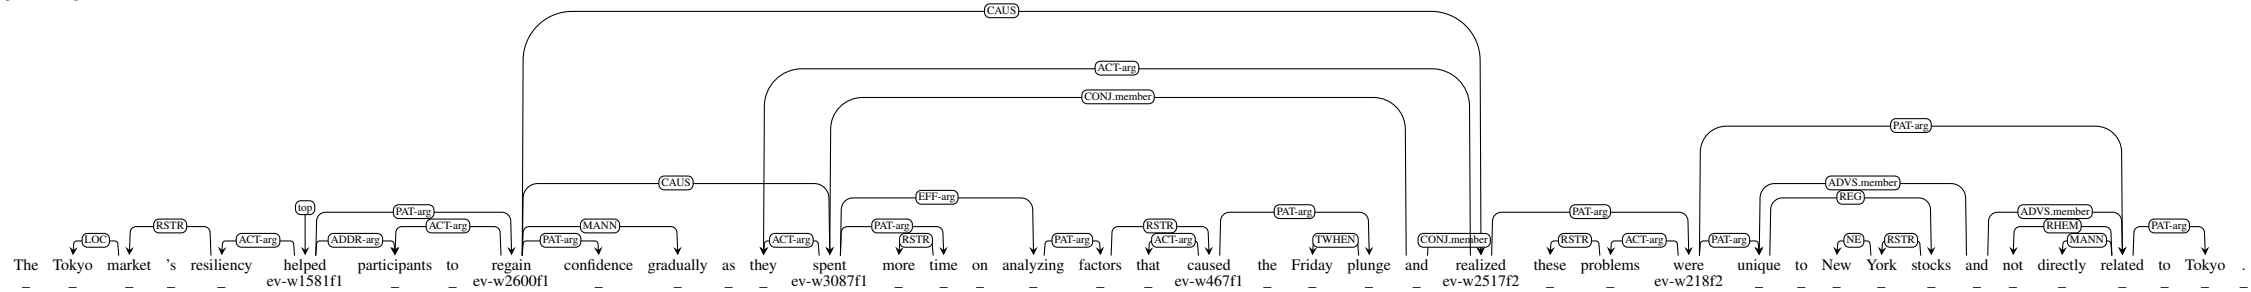 CAUS
ACT-arg
CONJ.member
PAT-arg
CAUS ADVS.member
EFF-arg REG
top PAT-arg PAT-arg PAT-arg ADVS.member
RSTR ACT-arg MANN PAT-arg RSTR RHEM PAT-arg
LOC ACT-arg ADDR-arg PAT-arg ACT-arg RSTR PAT-arg ACT-arg TWHEN CONJ.member RSTR ACT-arg PAT-arg NE RSTR MANN
The Tokyo market 's resiliency helped participants to regain confidence gradually as they spent more time on analyzing factors that caused the Friday plunge and realized these problems were unique to New York stocks and not directly related to Tokyo .
_ _ _ _ _ ev-w1581f1 _ _ ev-w2600f1 _ _ _ _ ev-w3087f1 _ _ _ _ _ _ ev-w467f1 _ _ _ _ ev-w2517f2 _ _ ev-w218f2 _ _ _ _ _ _ _ _ _ _ _ _